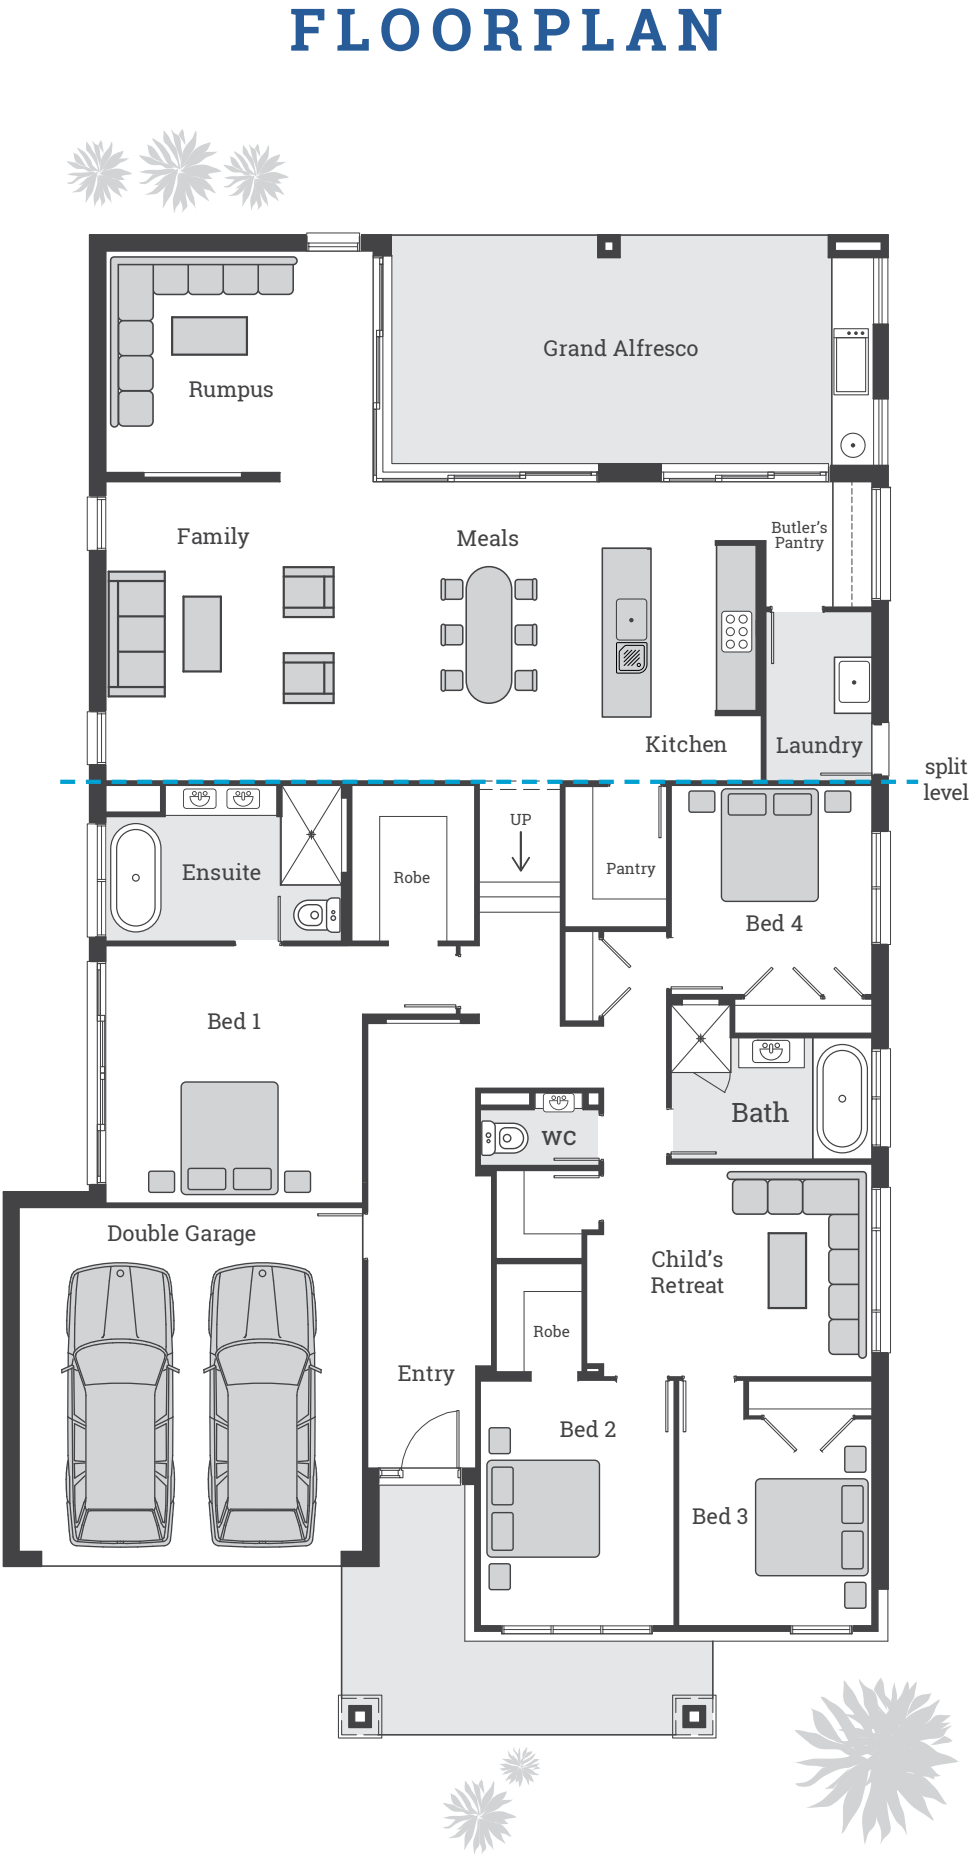 FLOORPLAN
Grand Alfresco
Rumpus
Family
Meals
Butler's
Pantry
Kitchen
Laundry
split
level
UP
Ensuite
Robe
Pantry
Bed 4
Bed 1
Bath
WC
Double Garage
Child's
Retreat
Robe
Entry
Bed 2
Bed 3